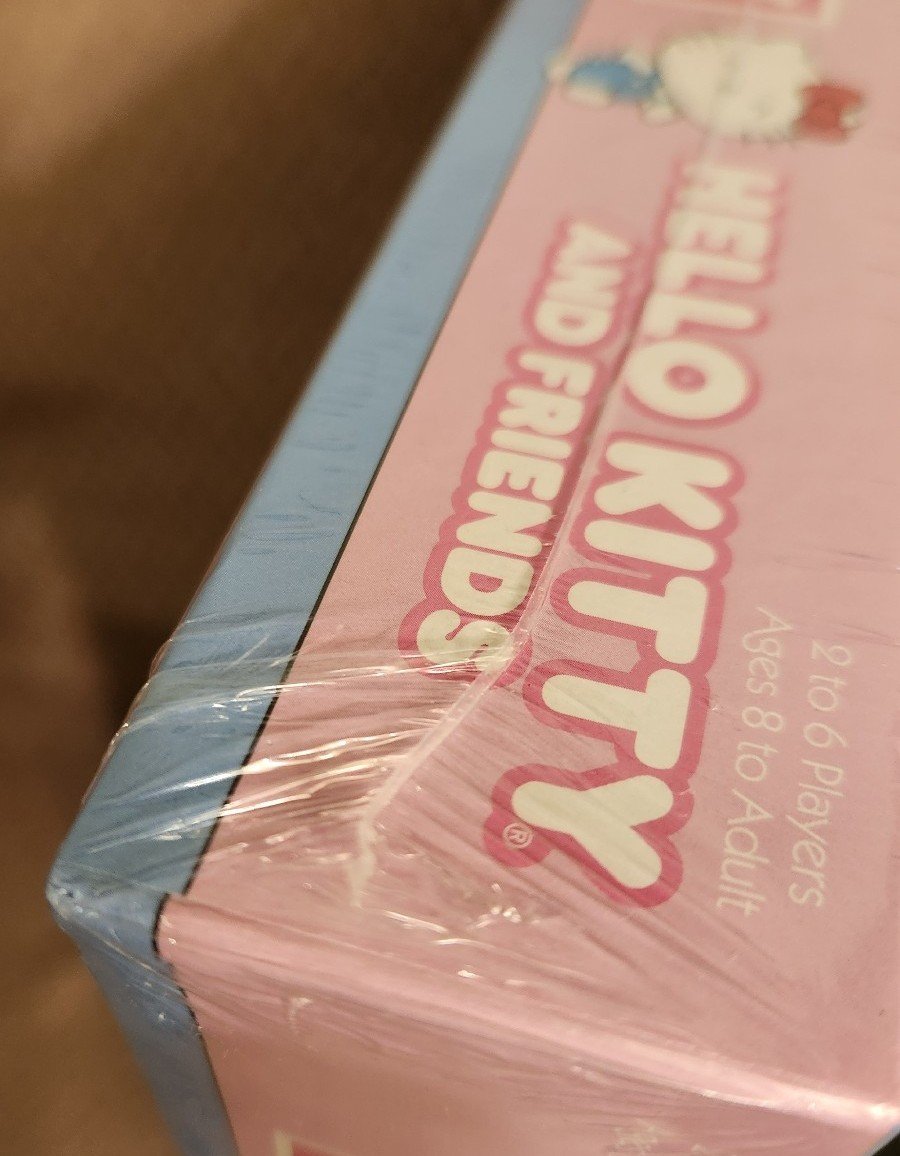 HELLO KITTY
AND FRIENDS®
2 to 6 Players
Ages 8 to Adult